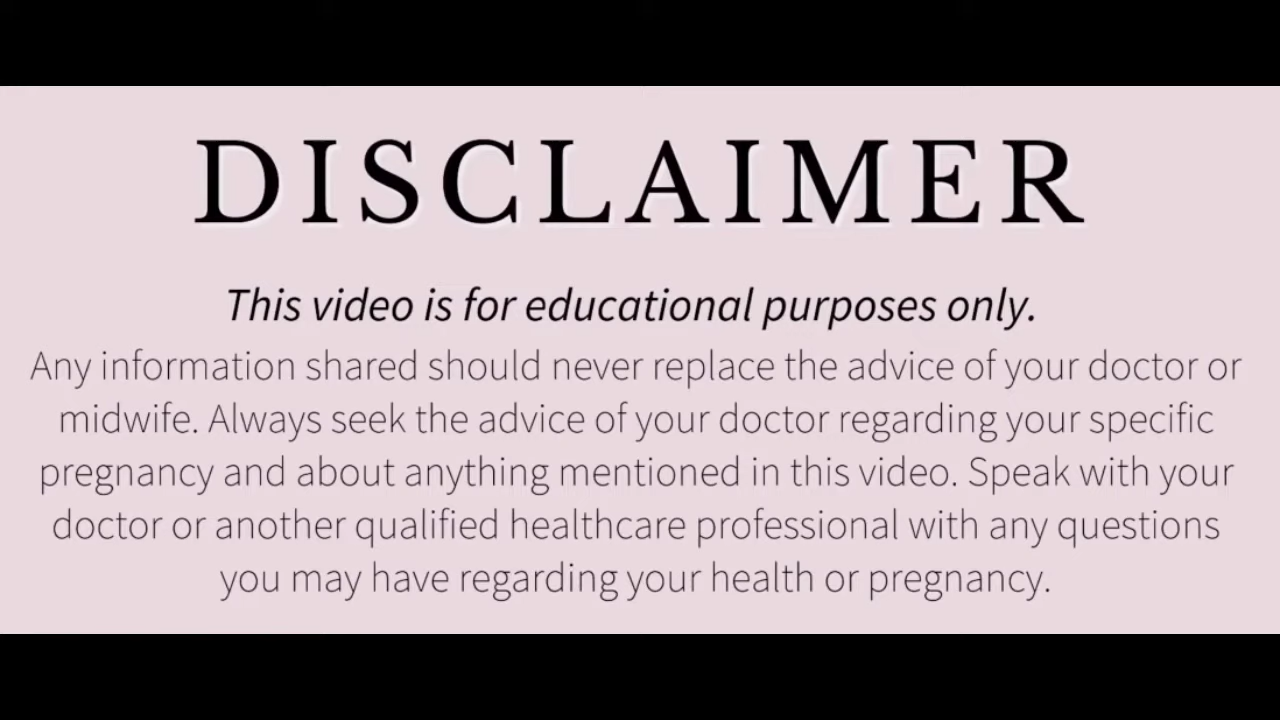 DISCLAIMER
This video is for educational purposes only.
Any information shared should never replace the advice of your doctor or
midwife. Always seek the advice of your doctor regarding your specific
pregnancy and about anything mentioned in this video. Speak with your
doctor or another qualified healthcare professional with any questions
you may have regarding your health or pregnancy.